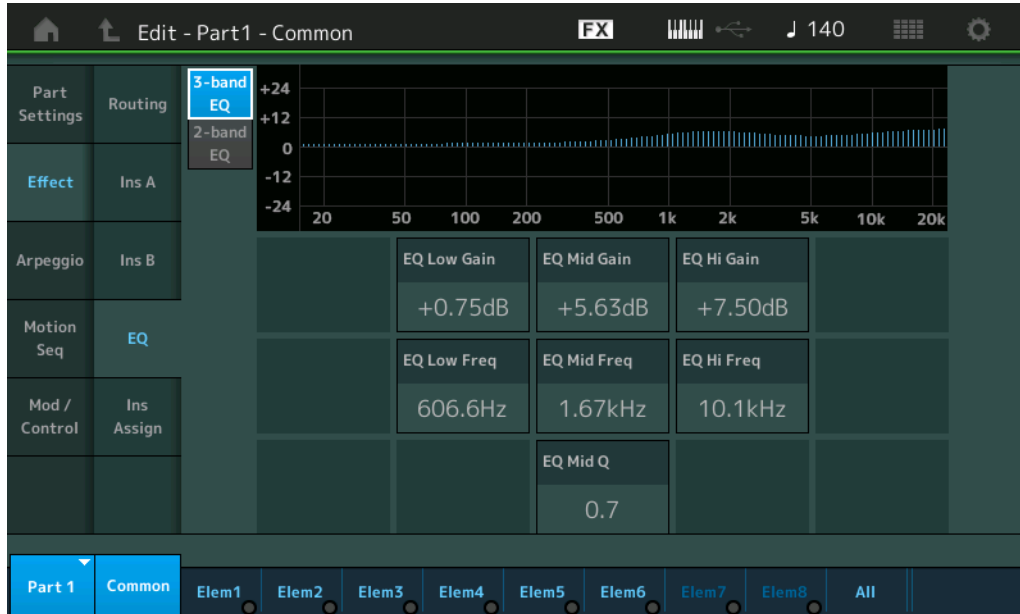 Edit - Part1 - Common
FX
140
Part
Settings
Effect
Arpeggio
Motion
Seq
Mod /
Control
Routing
Ins A
Ins B
EQ
Ins
Assign
3-band
EQ
2-band
EQ
+24
+12
0
-12
-24
20 50 100 200 500 1k 2k 5k 10k 20k
EQ Low Gain EQ Mid Gain EQ Hi Gain
+0.75dB +5.63dB +7.50dB
EQ Low Freq EQ Mid Freq EQ Hi Freq
606.6Hz 1.67kHz 10.1kHz
EQ Mid Q
0.7
Part 1 Common Elem1 Elem2 Elem3 Elem4 Elem5 Elem6 Elem7 Elem8 All